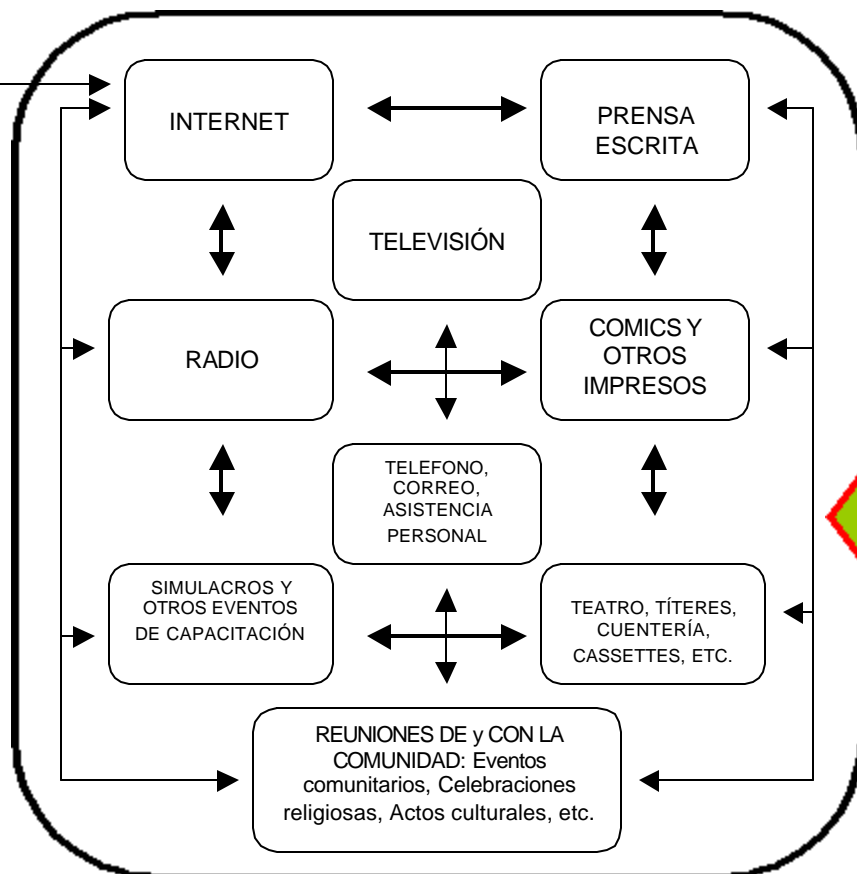 INTERNET
PRENSA
ESCRITA
TELEVISIÓN
RADIO
COMICS Y
OTROS
IMPRESOS
TELEFONO,
CORREO,
ASISTENCIA
PERSONAL
SIMULACROS Y
OTROS EVENTOS
DE CAPACITACIÓN
TEATRO, TÍTERES,
CUENTERÍA,
CASSETTES, ETC.
REUNIONES DE y CON LA
COMUNIDAD: Eventos
comunitarios, Celebraciones
religiosas, Actos culturales, etc.